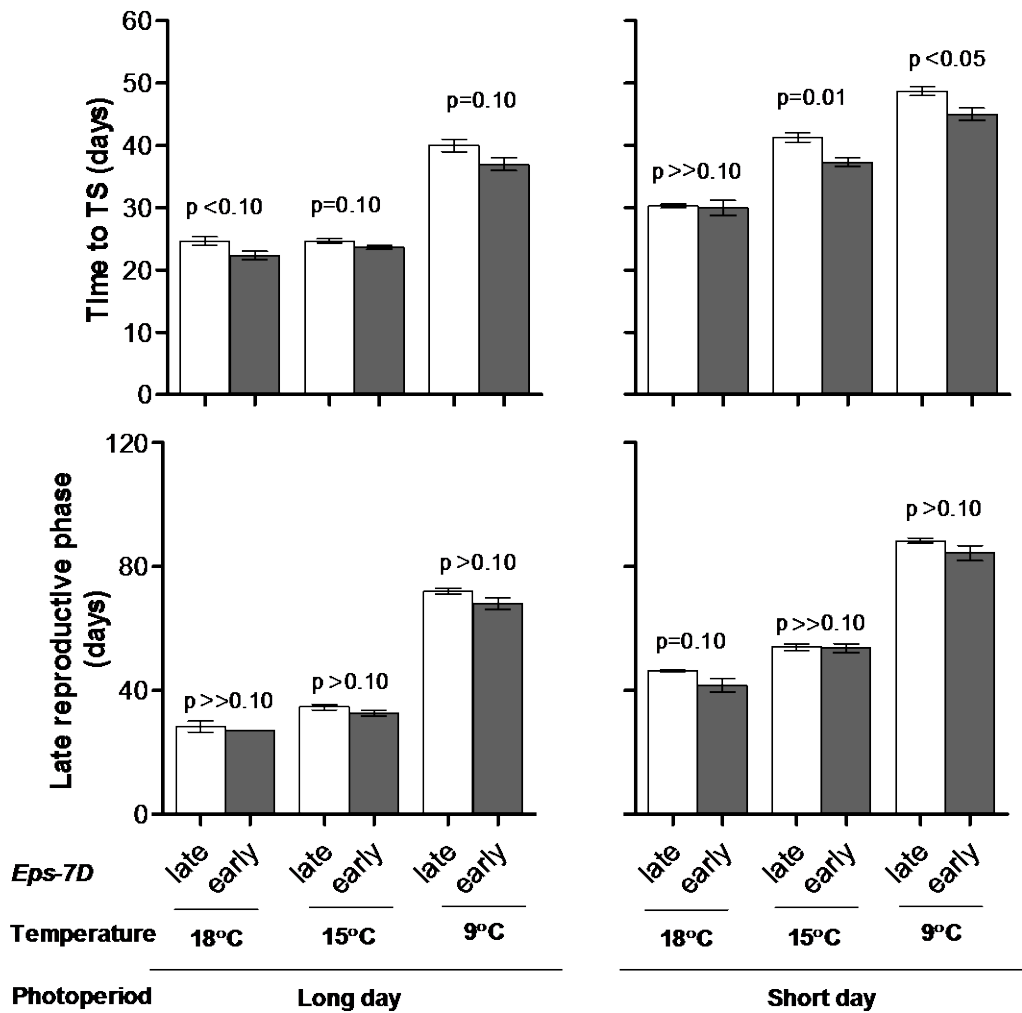 60
50
40
30
20
10
0
Time to TS (days)
p <0.10
p=0.10
p=0.10
p >>0.10
p=0.01
p <0.05
120
80
40
0
Late reproductive phase
(days)
p >>0.10
p >0.10
p >0.10
p=0.10
p >>0.10
p >0.10
Eps-7D late early late early late early late early late early late early
Temperature 18°C 15°C 9°C 18°C 15°C 9°C
Photoperiod Long day Short day